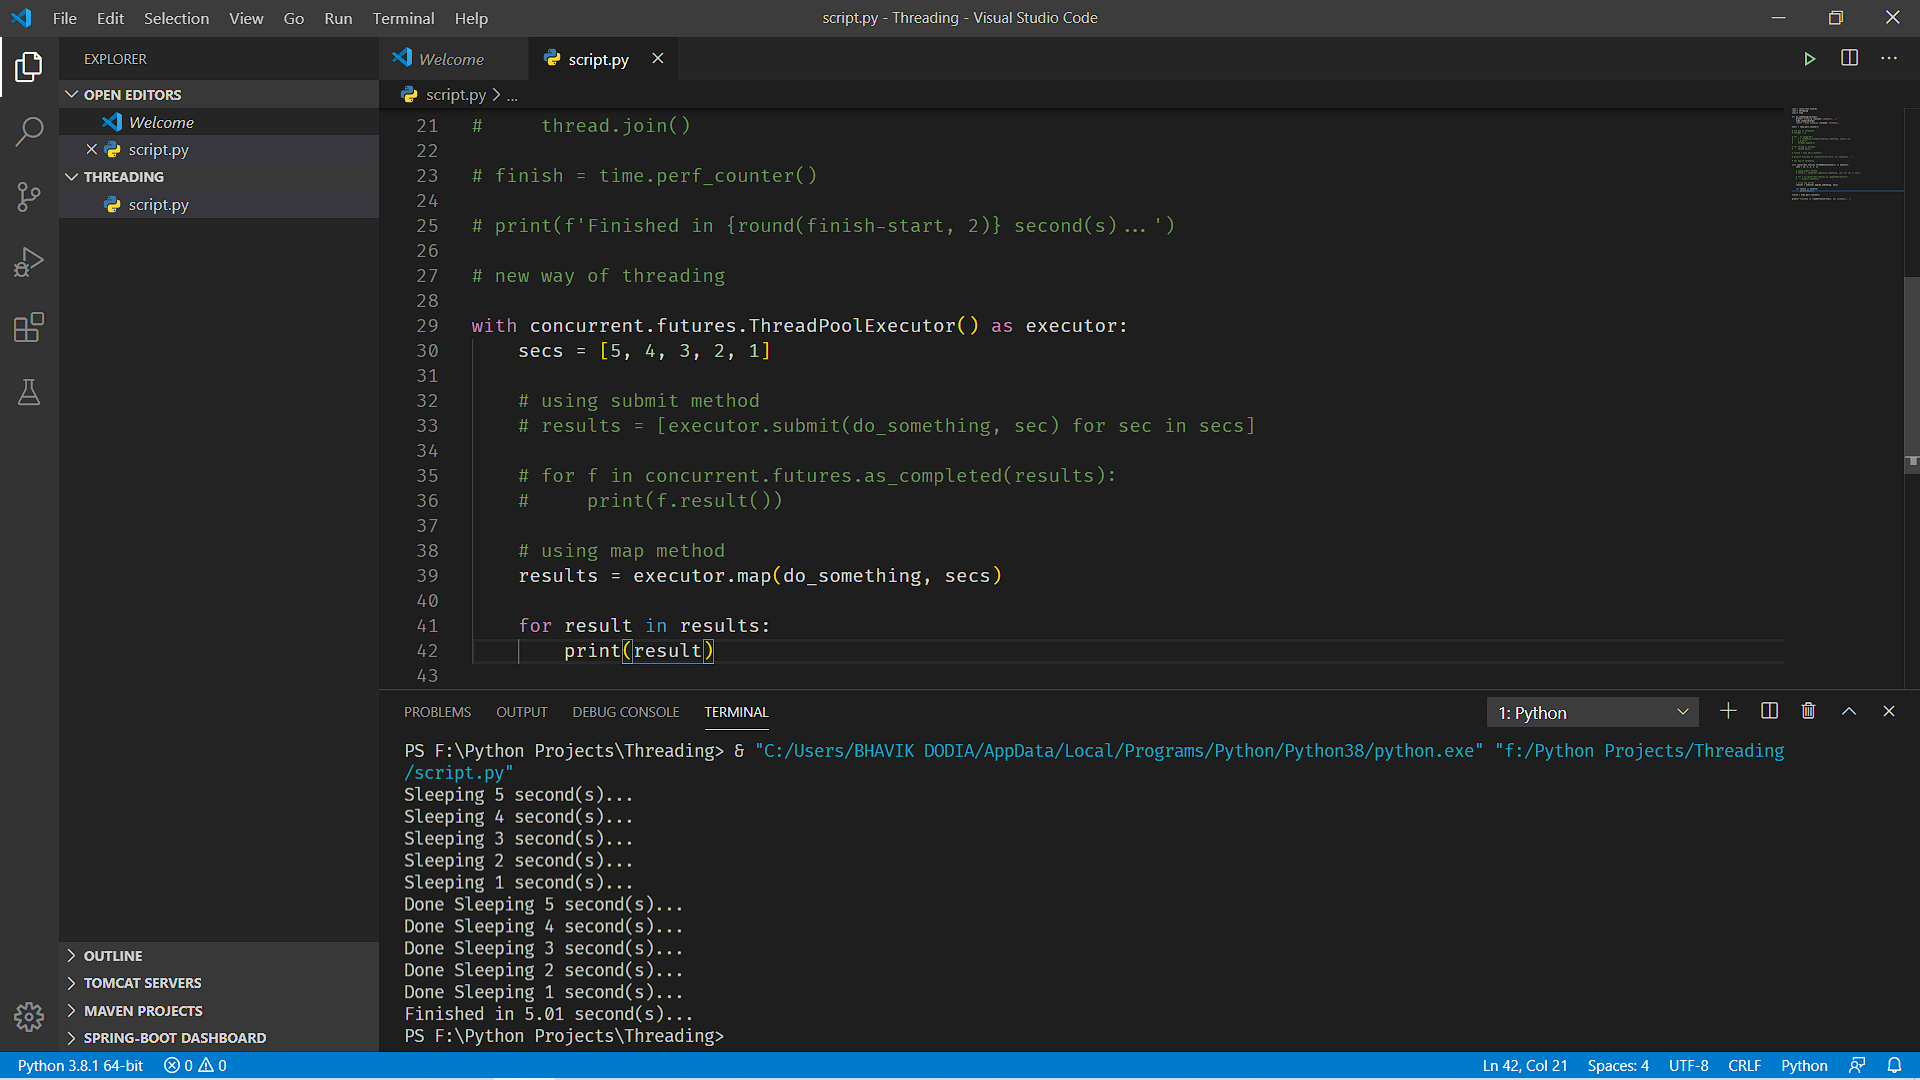 File Edit Selection View Go Run Terminal Help
script.py - Threading - Visual Studio Code
EXPLORER
OPEN EDITORS
Welcome
script.py
THREADING
script.py
OUTLINE
TOMCAT SERVERS
MAVEN PROJECTS
SPRING-BOOT DASHBOARD
Welcome
script.py
script.py > ...
21 #     thread.join()
22
23 # finish = time.perf_counter()
24
25 # print(f'Finished in {round(finish-start, 2)} second(s)...')
26
27 # new way of threading
28
29 with concurrent.futures.ThreadPoolExecutor() as executor:
30     secs = [5, 4, 3, 2, 1]
31
32     # using submit method
33     # results = [executor.submit(do_something, sec) for sec in secs]
34
35     # for f in concurrent.futures.as_completed(results):
36     #     print(f.result())
37
38     # using map method
39     results = executor.map(do_something, secs)
40
41     for result in results:
42         print(result)
43
PROBLEMS OUTPUT DEBUG CONSOLE TERMINAL
1: Python
PS F:\Python Projects\Threading> & "C:/Users/BHAVIK DODIA/AppData/Local/Programs/Python/Python38/python.exe" "f:/Python Projects/Threading
/script.py"
Sleeping 5 second(s)...
Sleeping 4 second(s)...
Sleeping 3 second(s)...
Sleeping 2 second(s)...
Sleeping 1 second(s)...
Done Sleeping 5 second(s)...
Done Sleeping 4 second(s)...
Done Sleeping 3 second(s)...
Done Sleeping 2 second(s)...
Done Sleeping 1 second(s)...
Finished in 5.01 second(s)...
PS F:\Python Projects\Threading>
Python 3.8.1 64-bit 0 0
Ln 42, Col 21 Spaces: 4 UTF-8 CRLF Python